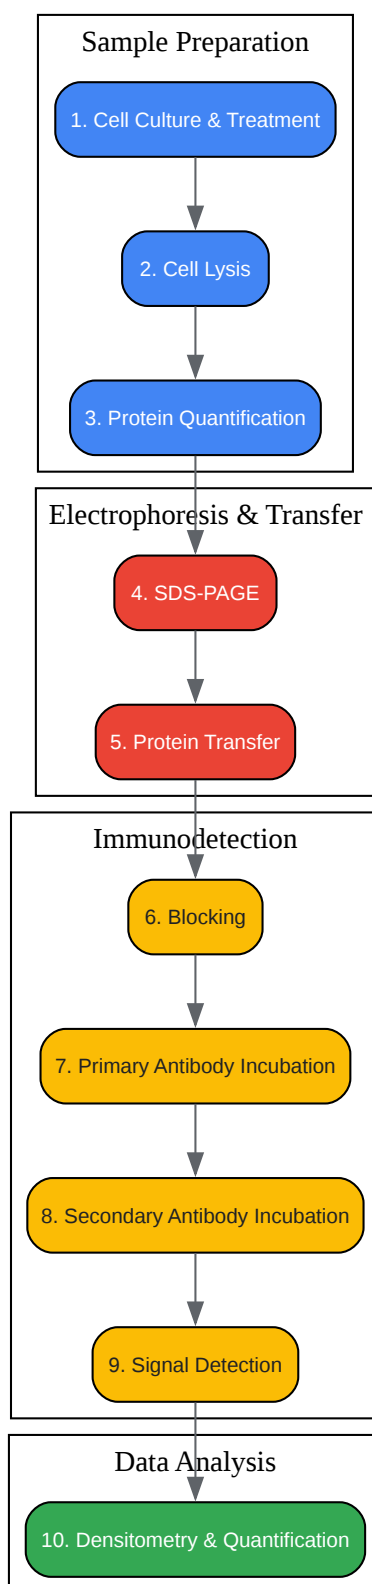 Sample Preparation
1. Cell Culture & Treatment
2. Cell Lysis
3. Protein Quantification
Electrophoresis & Transfer
4. SDS-PAGE
5. Protein Transfer
Immunodetection
6. Blocking
7. Primary Antibody Incubation
8. Secondary Antibody Incubation
9. Signal Detection
Data Analysis
10. Densitometry & Quantification